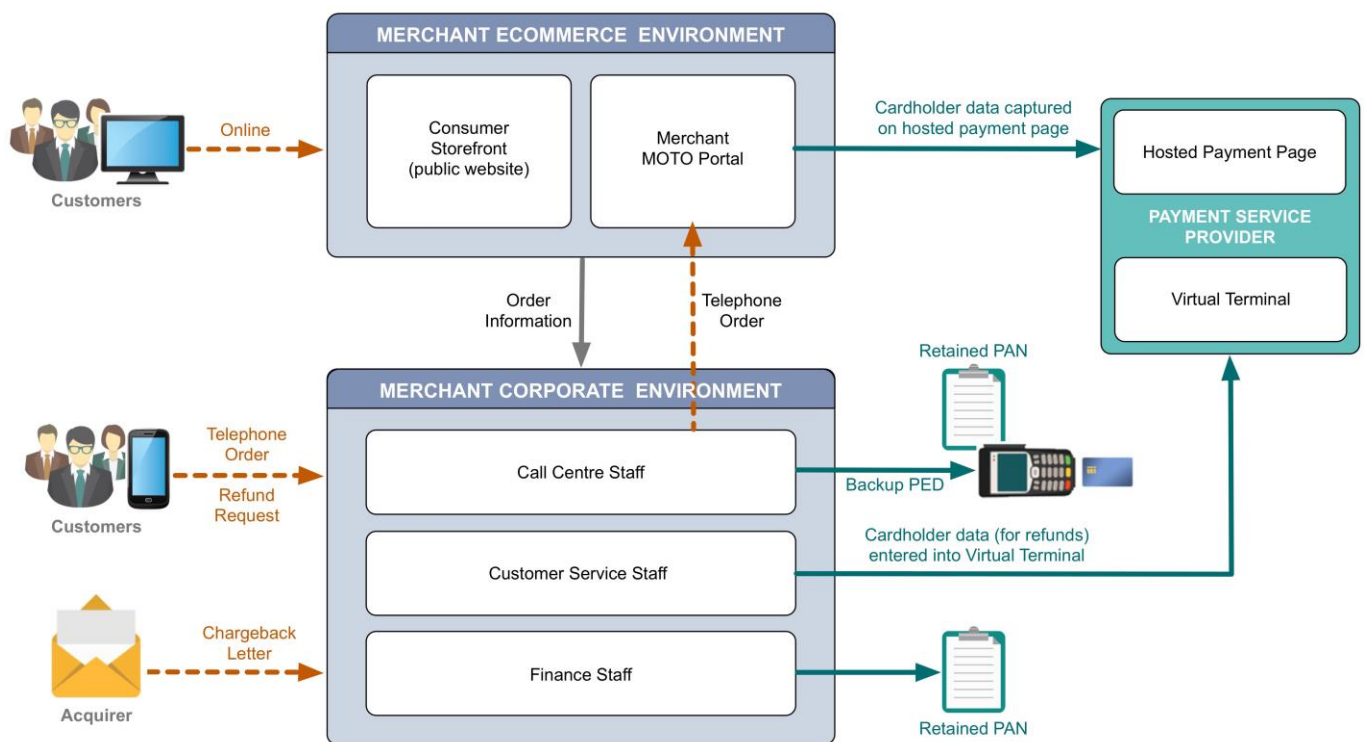 MERCHANT ECOMMERCE ENVIRONMENT
Customers
Online
Consumer
Storefront
(public website)
Merchant
MOTO Portal
Cardholder data captured
on hosted payment page
Hosted Payment Page
PAYMENT SERVICE
PROVIDER
Virtual Terminal
Order
Information
Telephone
Order
MERCHANT CORPORATE ENVIRONMENT
Customers
Telephone
Order
Refund
Request
Call Centre Staff
Retained PAN
Backup PED
Customer Service Staff
Cardholder data (for refunds)
entered into Virtual Terminal
Acquirer
Chargeback
Letter
Finance Staff
Retained PAN